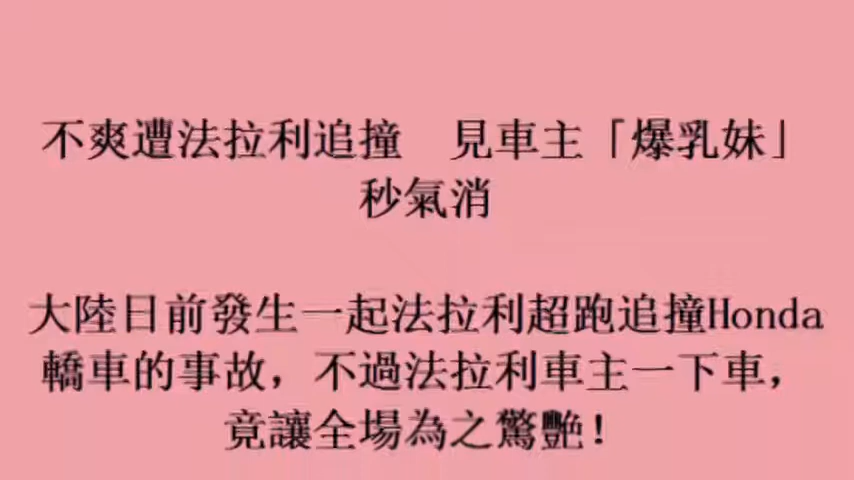 不爽遭法拉利追撞　見車主「爆乳妹」
秒氣消
大陸日前發生一起法拉利超跑追撞Honda
轎車的事故，不過法拉利車主一下車，
竟讓全場為之驚艷！